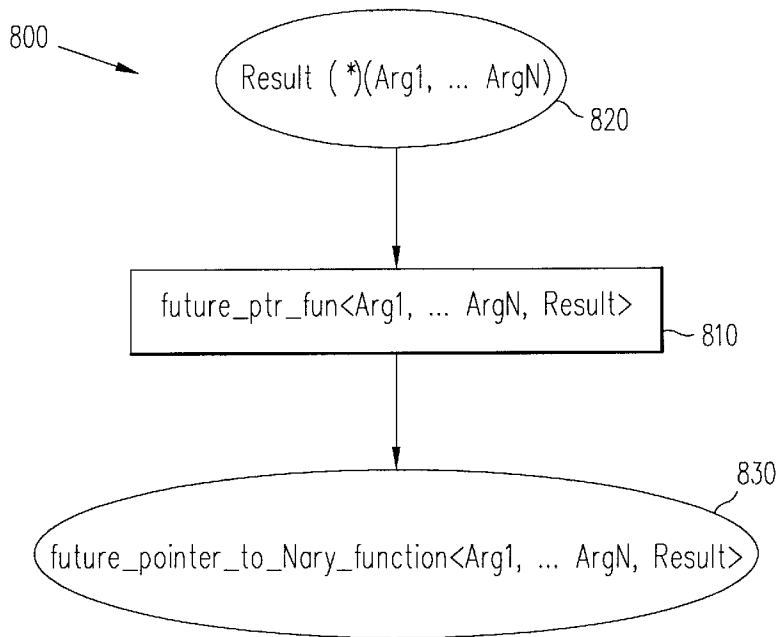 800
Result (*)(Arg1, ... ArgN)
820
future_ptr_fun<Arg1, ... ArgN, Result>
810
830
future_pointer_to_Nary_function<Arg1, ... ArgN, Result>